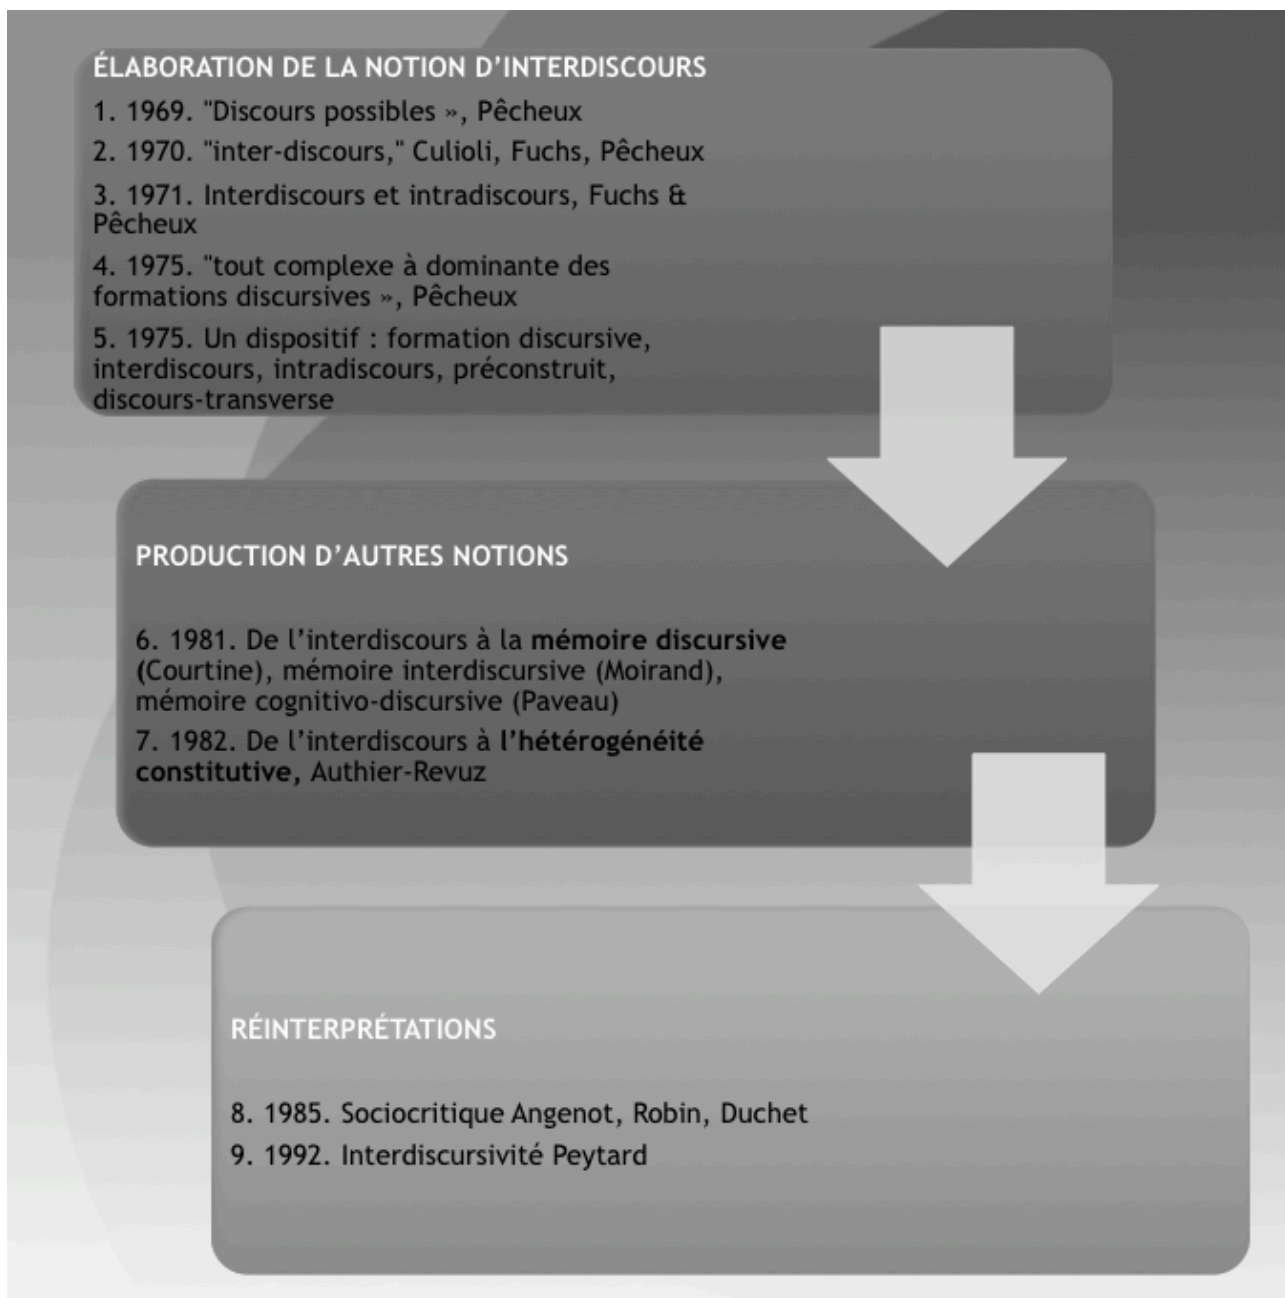 ÉLABORATION DE LA NOTION D’INTERDISCOURS
1. 1969. "Discours possibles », Pêcheux
2. 1970. "inter-discours," Culioli, Fuchs, Pêcheux
3. 1971. Interdiscours et intradiscours, Fuchs &
Pêcheux
4. 1975. "tout complexe à dominante des
formations discursives », Pêcheux
5. 1975. Un dispositif : formation discursive,
interdiscours, intradiscours, préconstruit,
discours-transverse
PRODUCTION D’AUTRES NOTIONS
6. 1981. De l’interdiscours à la mémoire discursive
(Courtine), mémoire interdiscursive (Moirand),
mémoire cognitivo-discursive (Paveau)
7. 1982. De l’interdiscours à l’hétérogénéité
constitutive, Authier-Revuz
RÉINTERPRÉTATIONS
8. 1985. Sociocritique Angenot, Robin, Duchet
9. 1992. Interdiscursivité Peytard